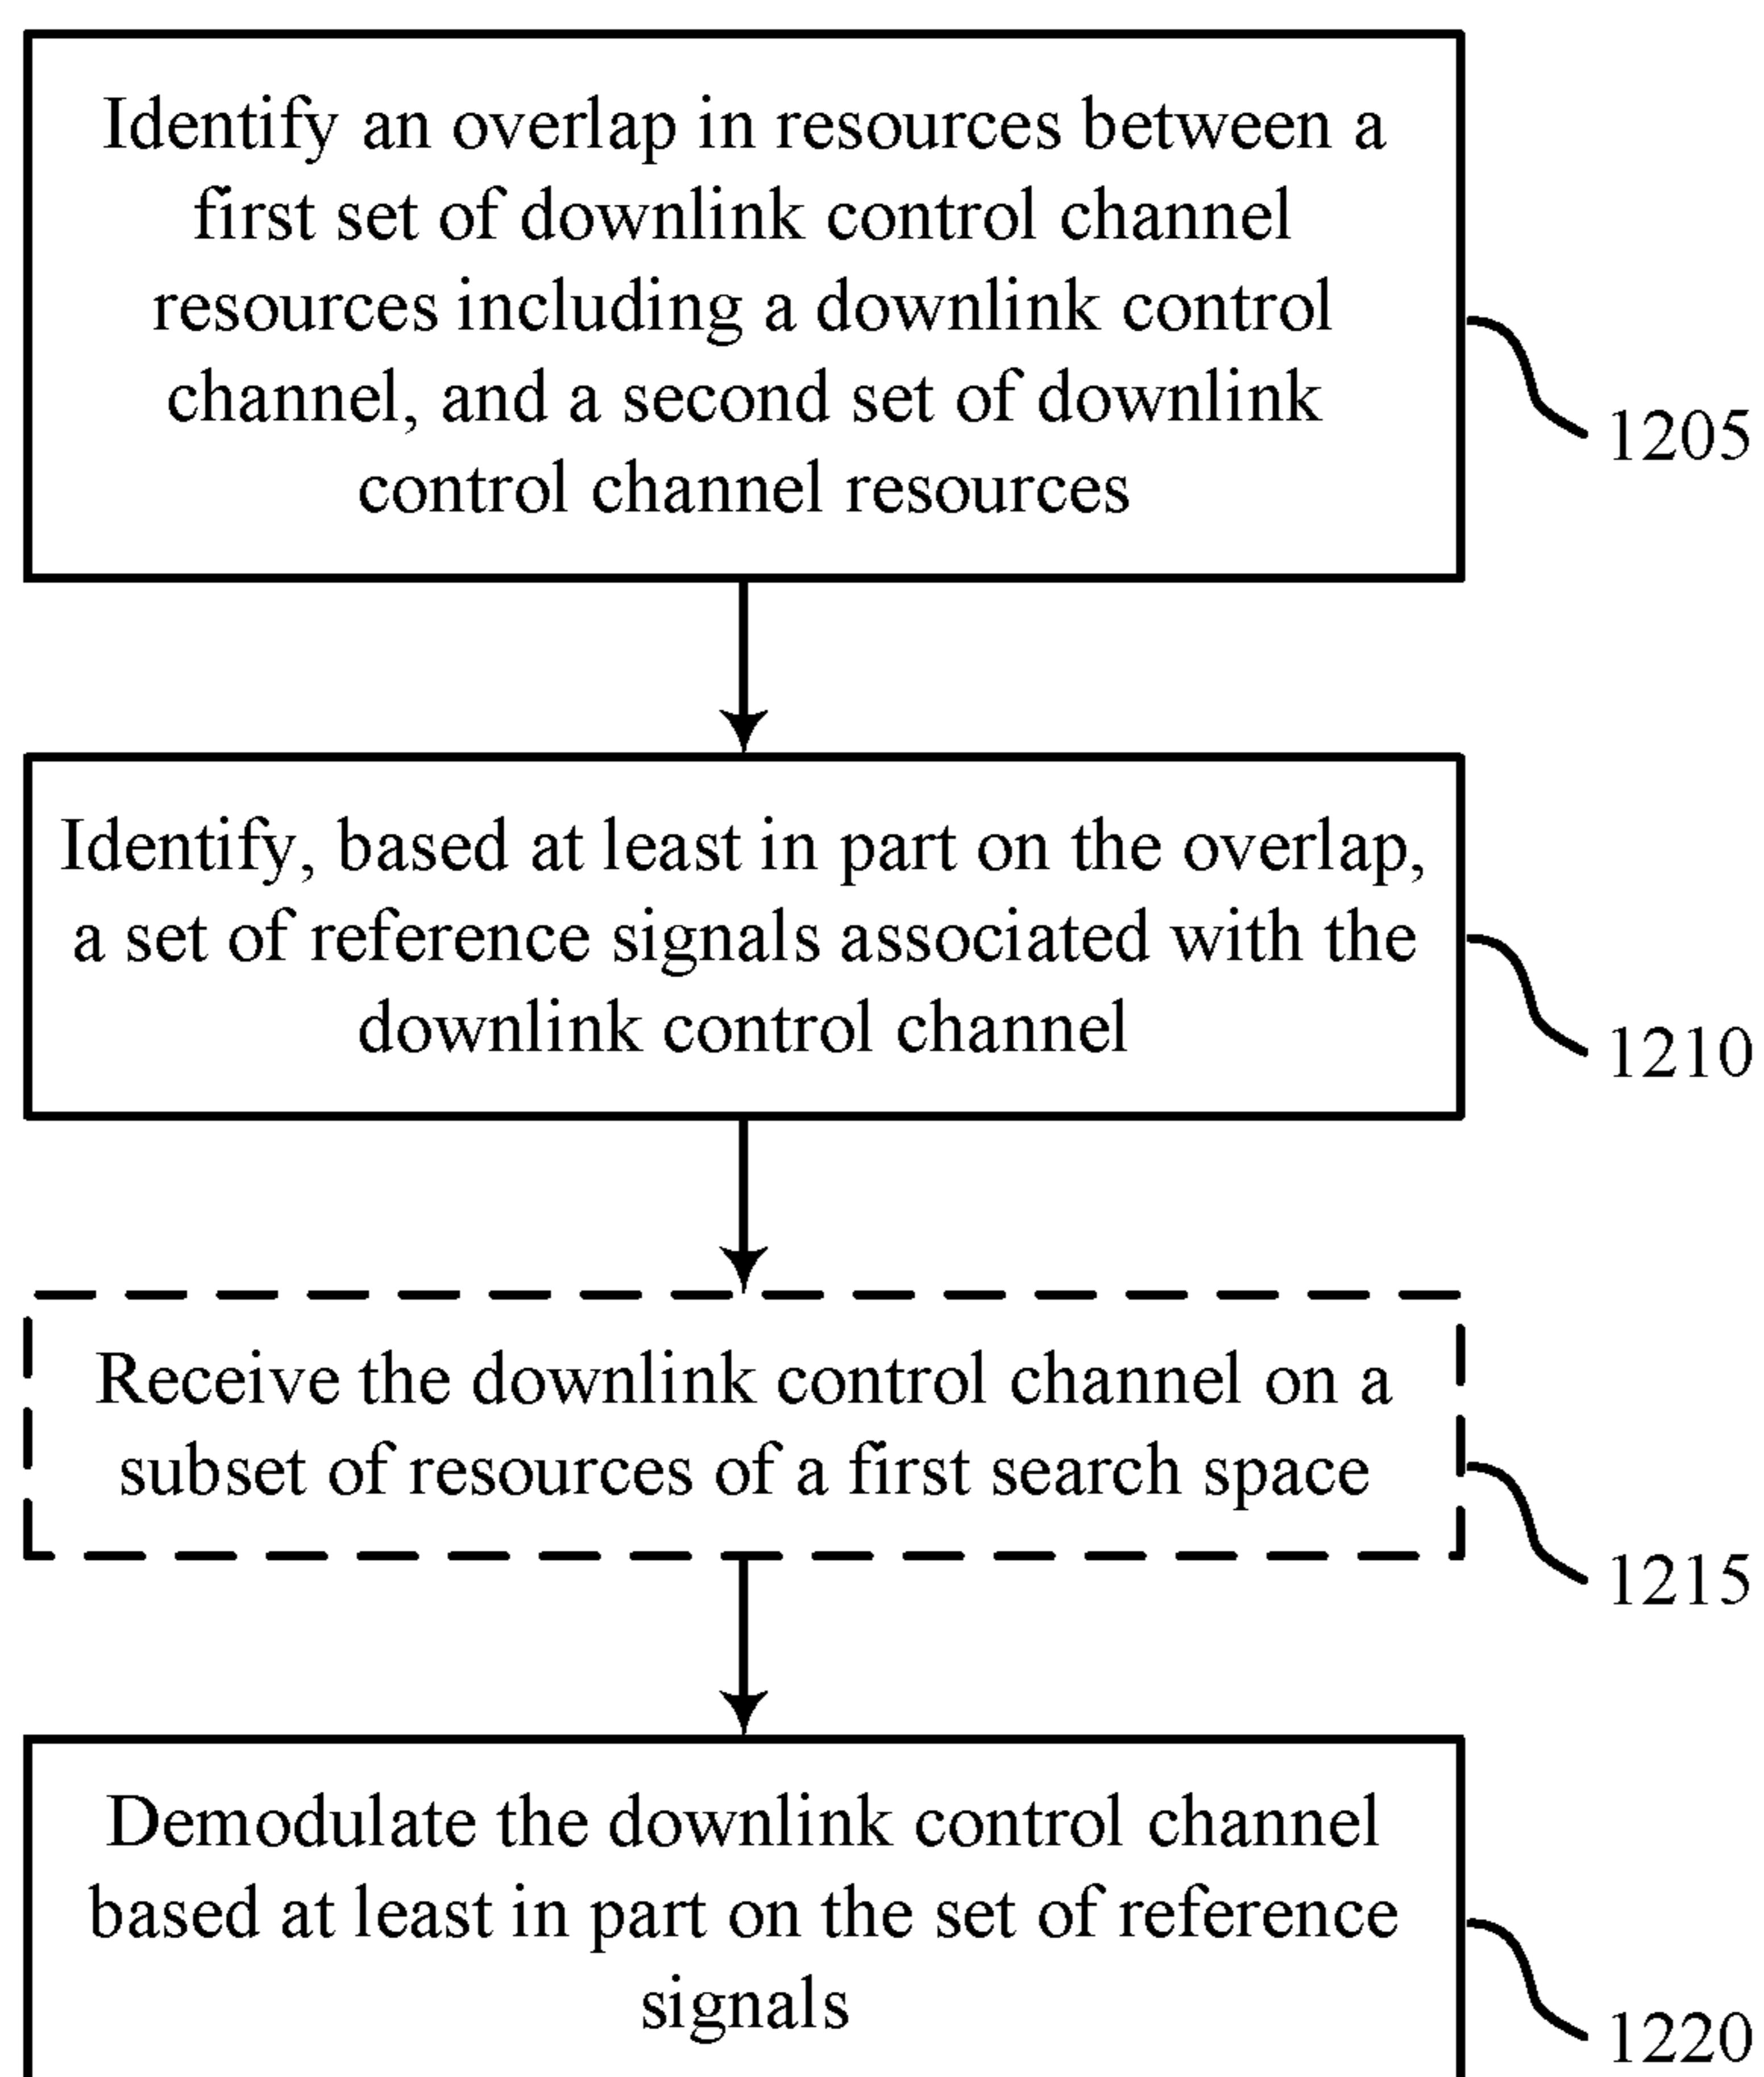 Identify an overlap in resources between a
first set of downlink control channel
resources including a downlink control
channel, and a second set of downlink
control channel resources
1205
Identify, based at least in part on the overlap,
a set of reference signals associated with the
downlink control channel
1210
Receive the downlink control channel on a
subset of resources of a first search space
1215
Demodulate the downlink control channel
based at least in part on the set of reference
signals
1220